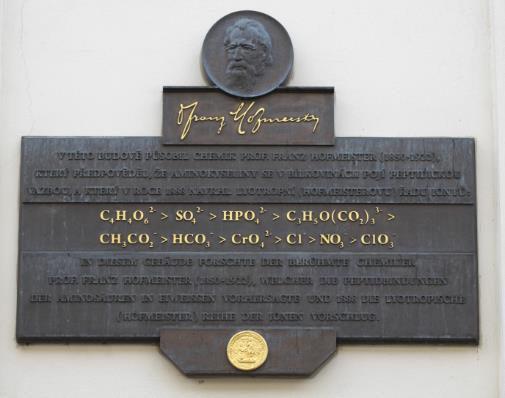 Franz Hofmeister
V TÉTO BUDOVĚ PŮSOBIL CHEMIK PROF. FRANZ HOFMEISTER (1850-1922),
KTERÝ PŘEDPOVĚDĚL, ŽE AMINOKYSELINY SE V BÍLKOVINÁCH POJÍ PEPTIDICKOU
VAZBOU, A KTERÝ V ROCE 1888 NAVRHL LYOTROPNÍ (HOFMEISTEROVU) ŘADU IONTŮ:
C₄H₄O₆²⁻ > SO₄²⁻ > HPO₄²⁻ > C₃H₅O(CO₂)₃³⁻ >
CH₃CO₂⁻ > HCO₃⁻ > CrO₄²⁻ > Cl⁻ > NO₃⁻ > ClO₃⁻
IN DIESEM GEBÄUDE FORSCHTE DER BERÜHMTE CHEMIKER
PROF. FRANZ HOFMEISTER (1850-1922), WELCHER DIE PEPTIDBINDUNGEN
DER AMINOSÄUREN IN EIWEISSEN VORHERSAGTE UND 1888 DIE LYOTROPISCHE
(HOFMEISTER) REIHE DER IONEN VORSCHLUG.